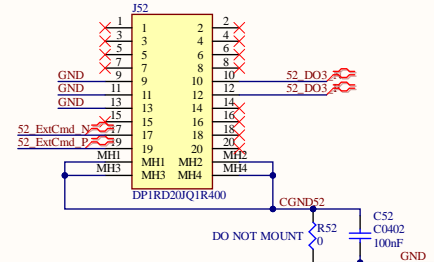 J52
1 1 2 2
3 3 4 4
5 5 6 6
7 7 8 8
GND 9 9 10 10 52_DO3_
GND 11 11 12 12 52_DO3_
GND 13 13 14 14
15 15 16 16
52_ExtCmd_N 17 17 18 18
52_ExtCmd_P 19 19 20 20
MH1 MH1 MH2 MH2
MH3 MH3 MH4 MH4
DP1RD20JQ1R400
CGND52
DO NOT MOUNT
R52
0
C52
C0402
100nF
GND